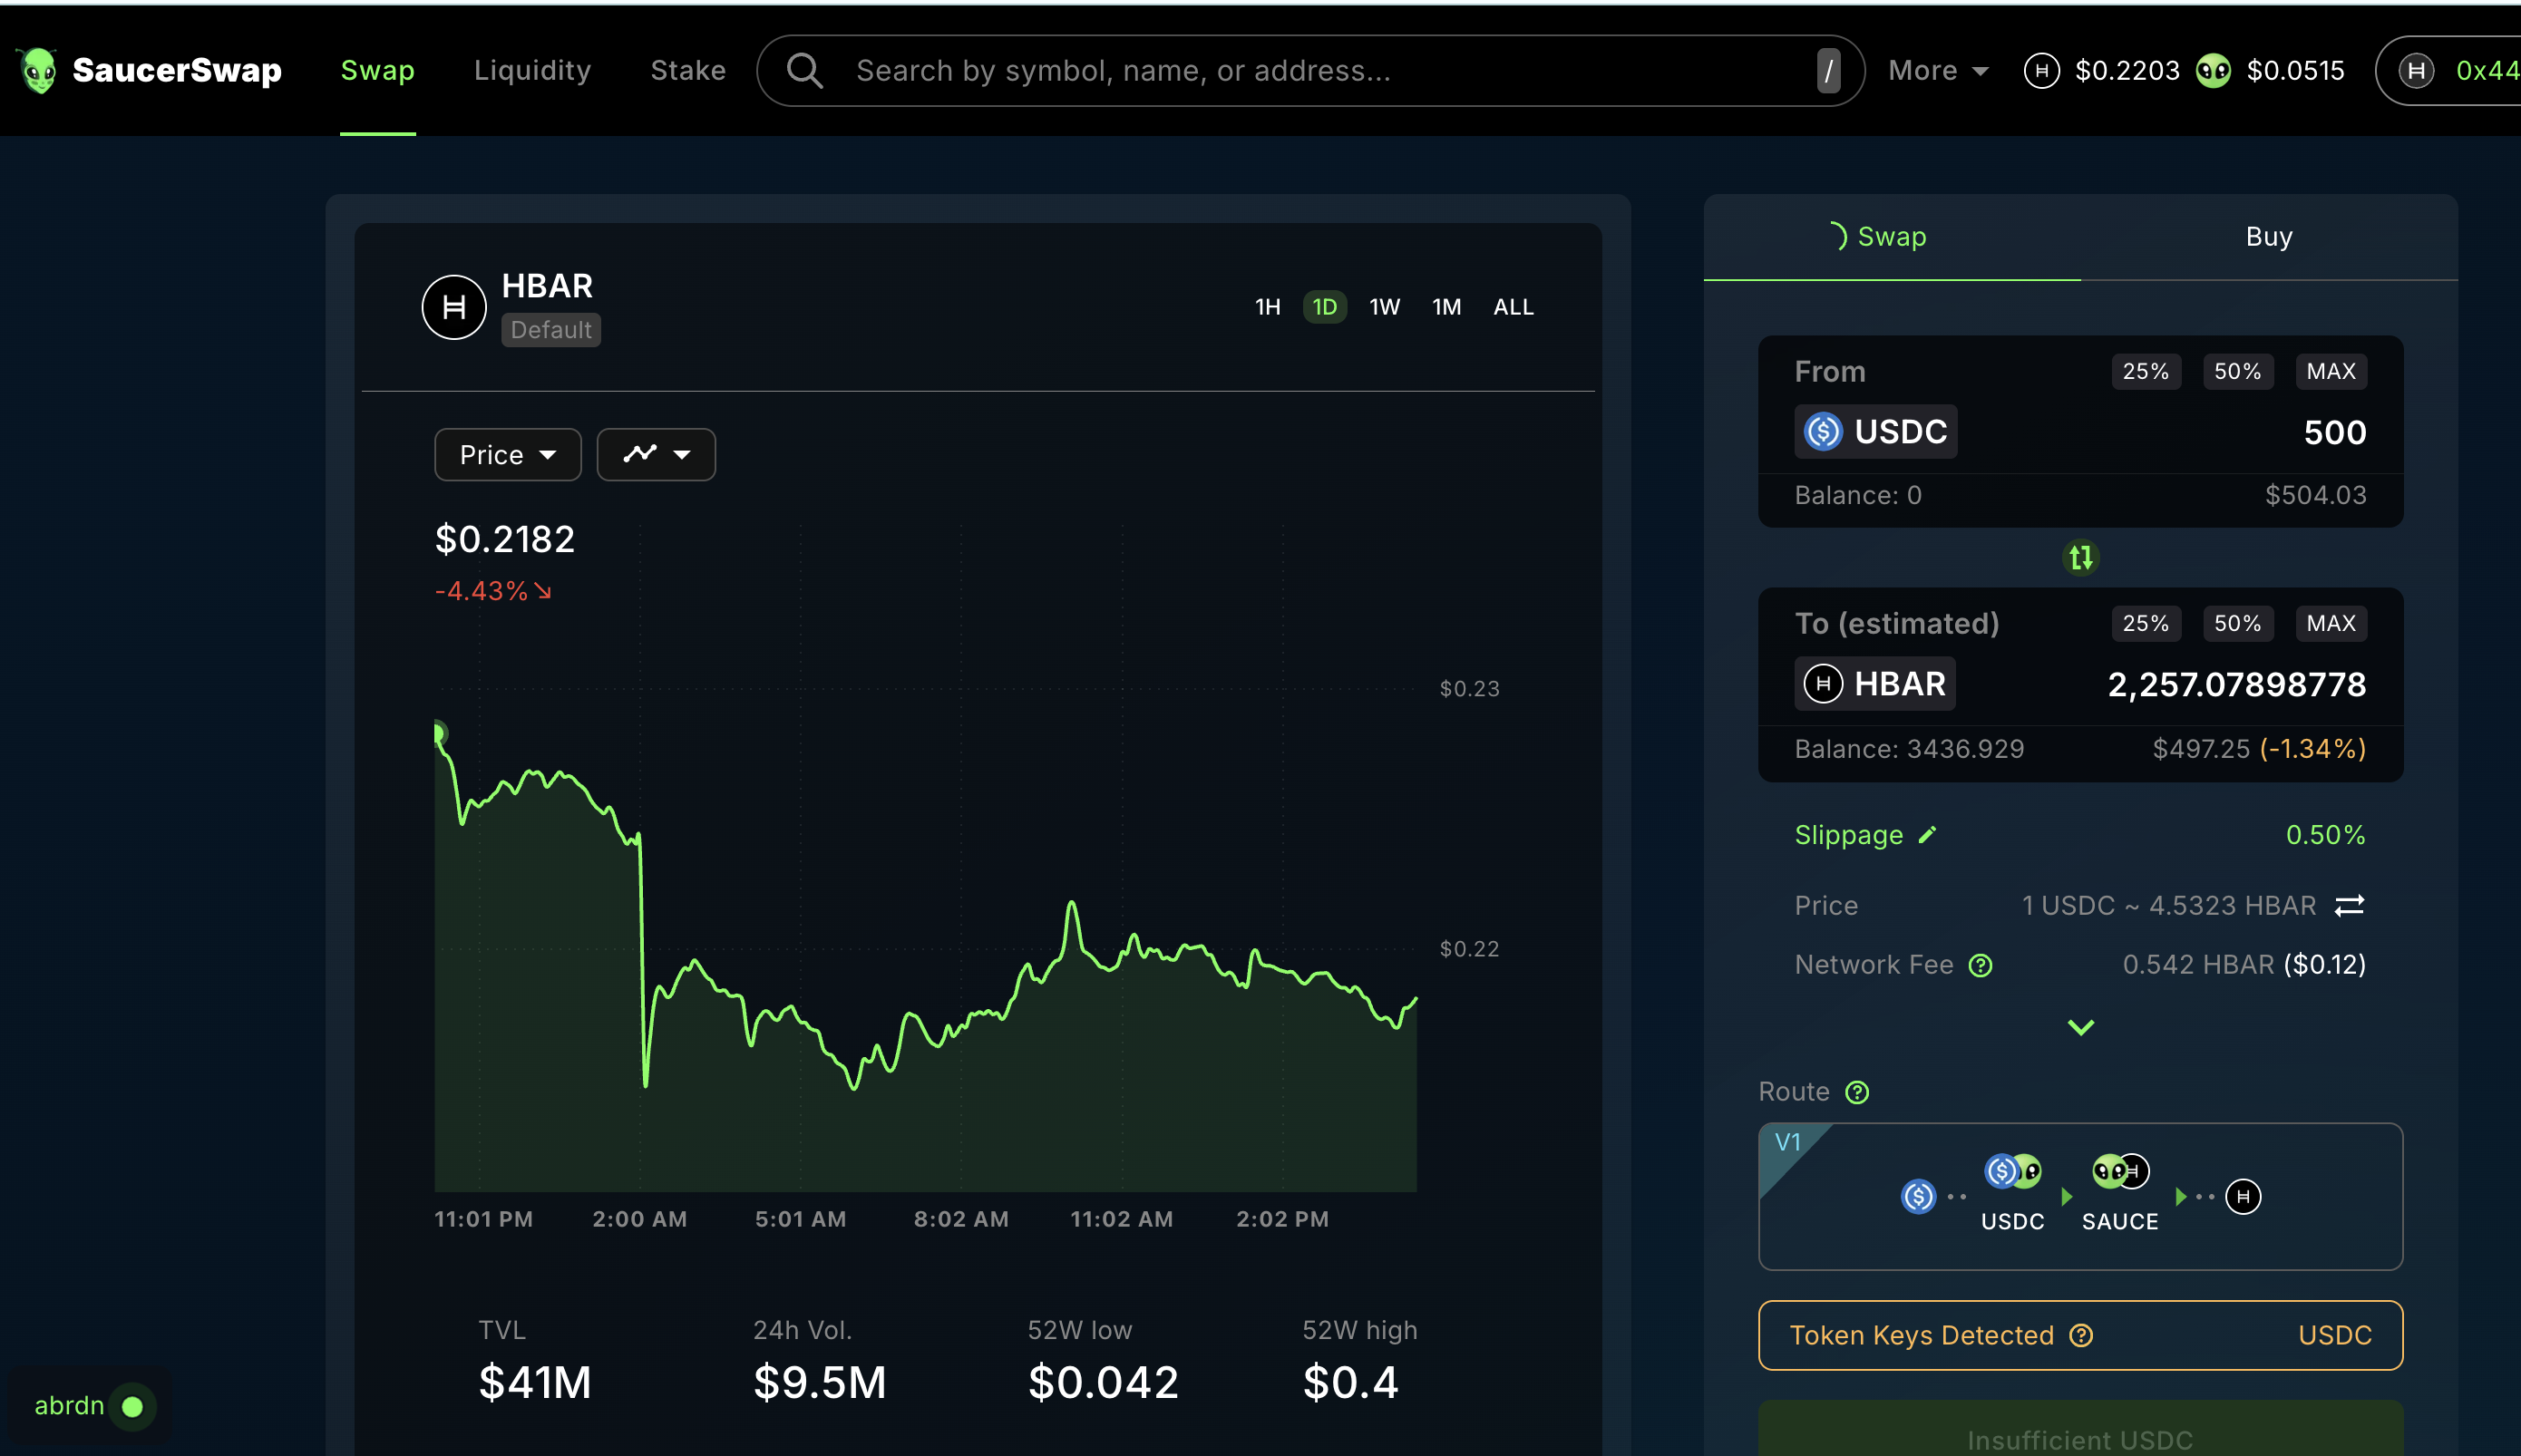 SaucerSwap
Swap
Liquidity
Stake
Search by symbol, name, or address...
/
More
$0.2203
$0.0515
0x44
HBAR
Default
1H 1D 1W 1M ALL
Price
$0.2182
-4.43%
$0.23
$0.22
11:01 PM 2:00 AM 5:01 AM 8:02 AM 11:02 AM 2:02 PM
TVL 24h Vol. 52W low 52W high
$41M $9.5M $0.042 $0.4
abrdn
Swap Buy
From 25% 50% MAX
USDC 500
Balance: 0 $504.03
To (estimated) 25% 50% MAX
HBAR 2,257.07898778
Balance: 3436.929 $497.25 (-1.34%)
Slippage 0.50%
Price 1 USDC ~ 4.5323 HBAR
Network Fee 0.542 HBAR ($0.12)
Route
V1
USDC SAUCE
Token Keys Detected USDC
Insufficient USDC